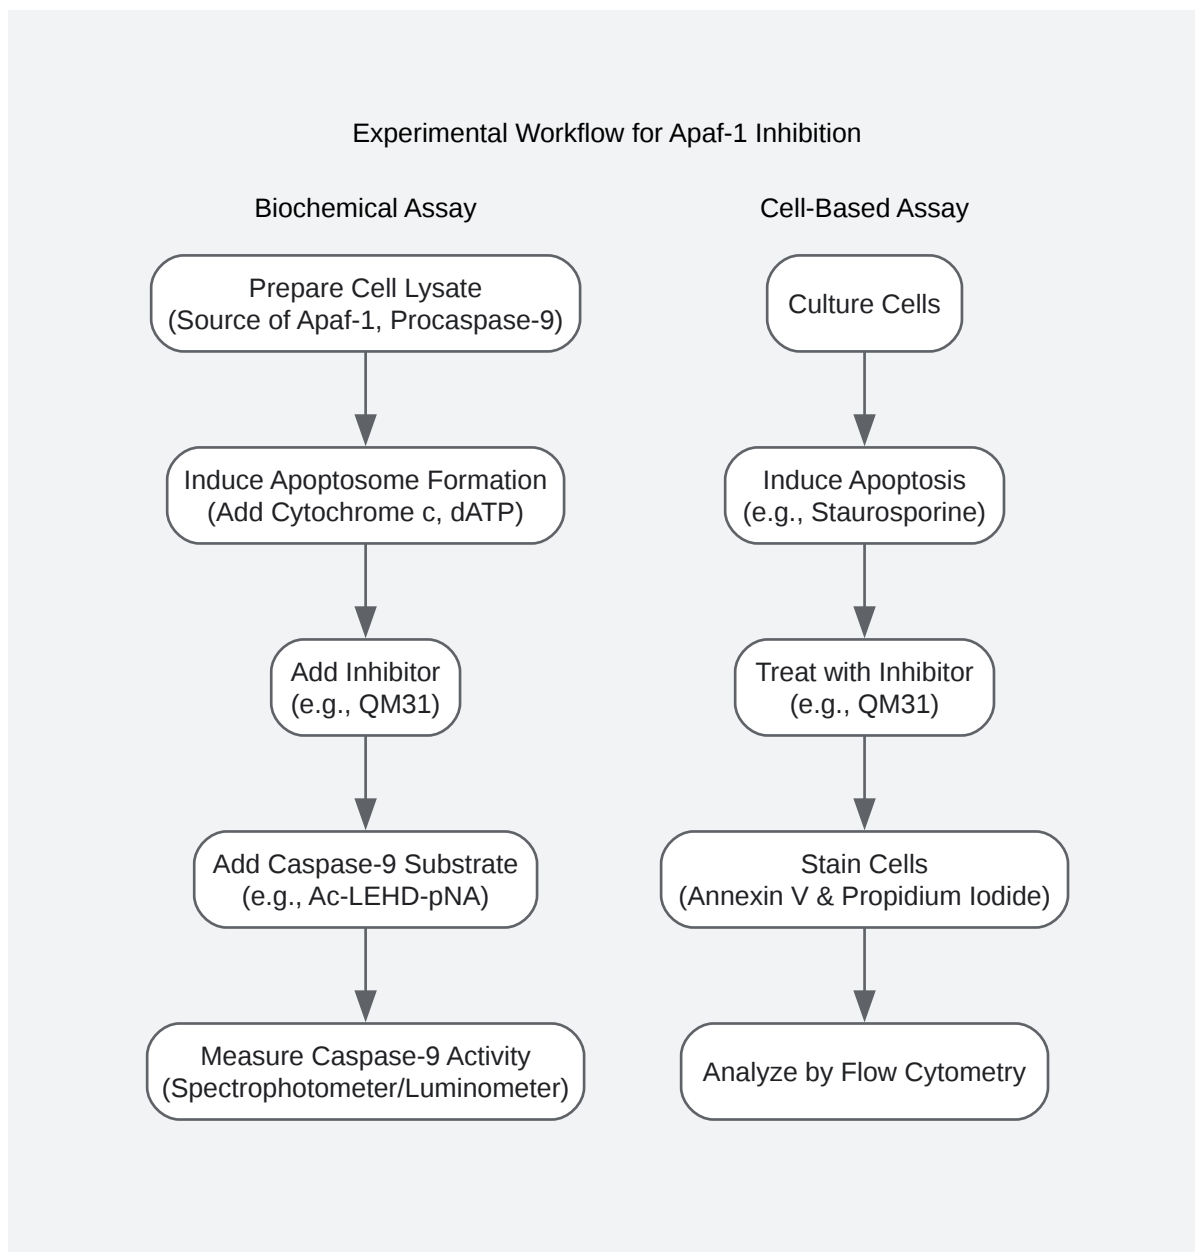 Experimental Workflow for Apaf-1 Inhibition
Biochemical Assay
Prepare Cell Lysate
(Source of Apaf-1, Procaspase-9)
Induce Apoptosome Formation
(Add Cytochrome c, dATP)
Add Inhibitor
(e.g., QM31)
Add Caspase-9 Substrate
(e.g., Ac-LEHD-pNA)
Measure Caspase-9 Activity
(Spectrophotometer/Luminometer)
Cell-Based Assay
Culture Cells
Induce Apoptosis
(e.g., Staurosporine)
Treat with Inhibitor
(e.g., QM31)
Stain Cells
(Annexin V & Propidium Iodide)
Analyze by Flow Cytometry